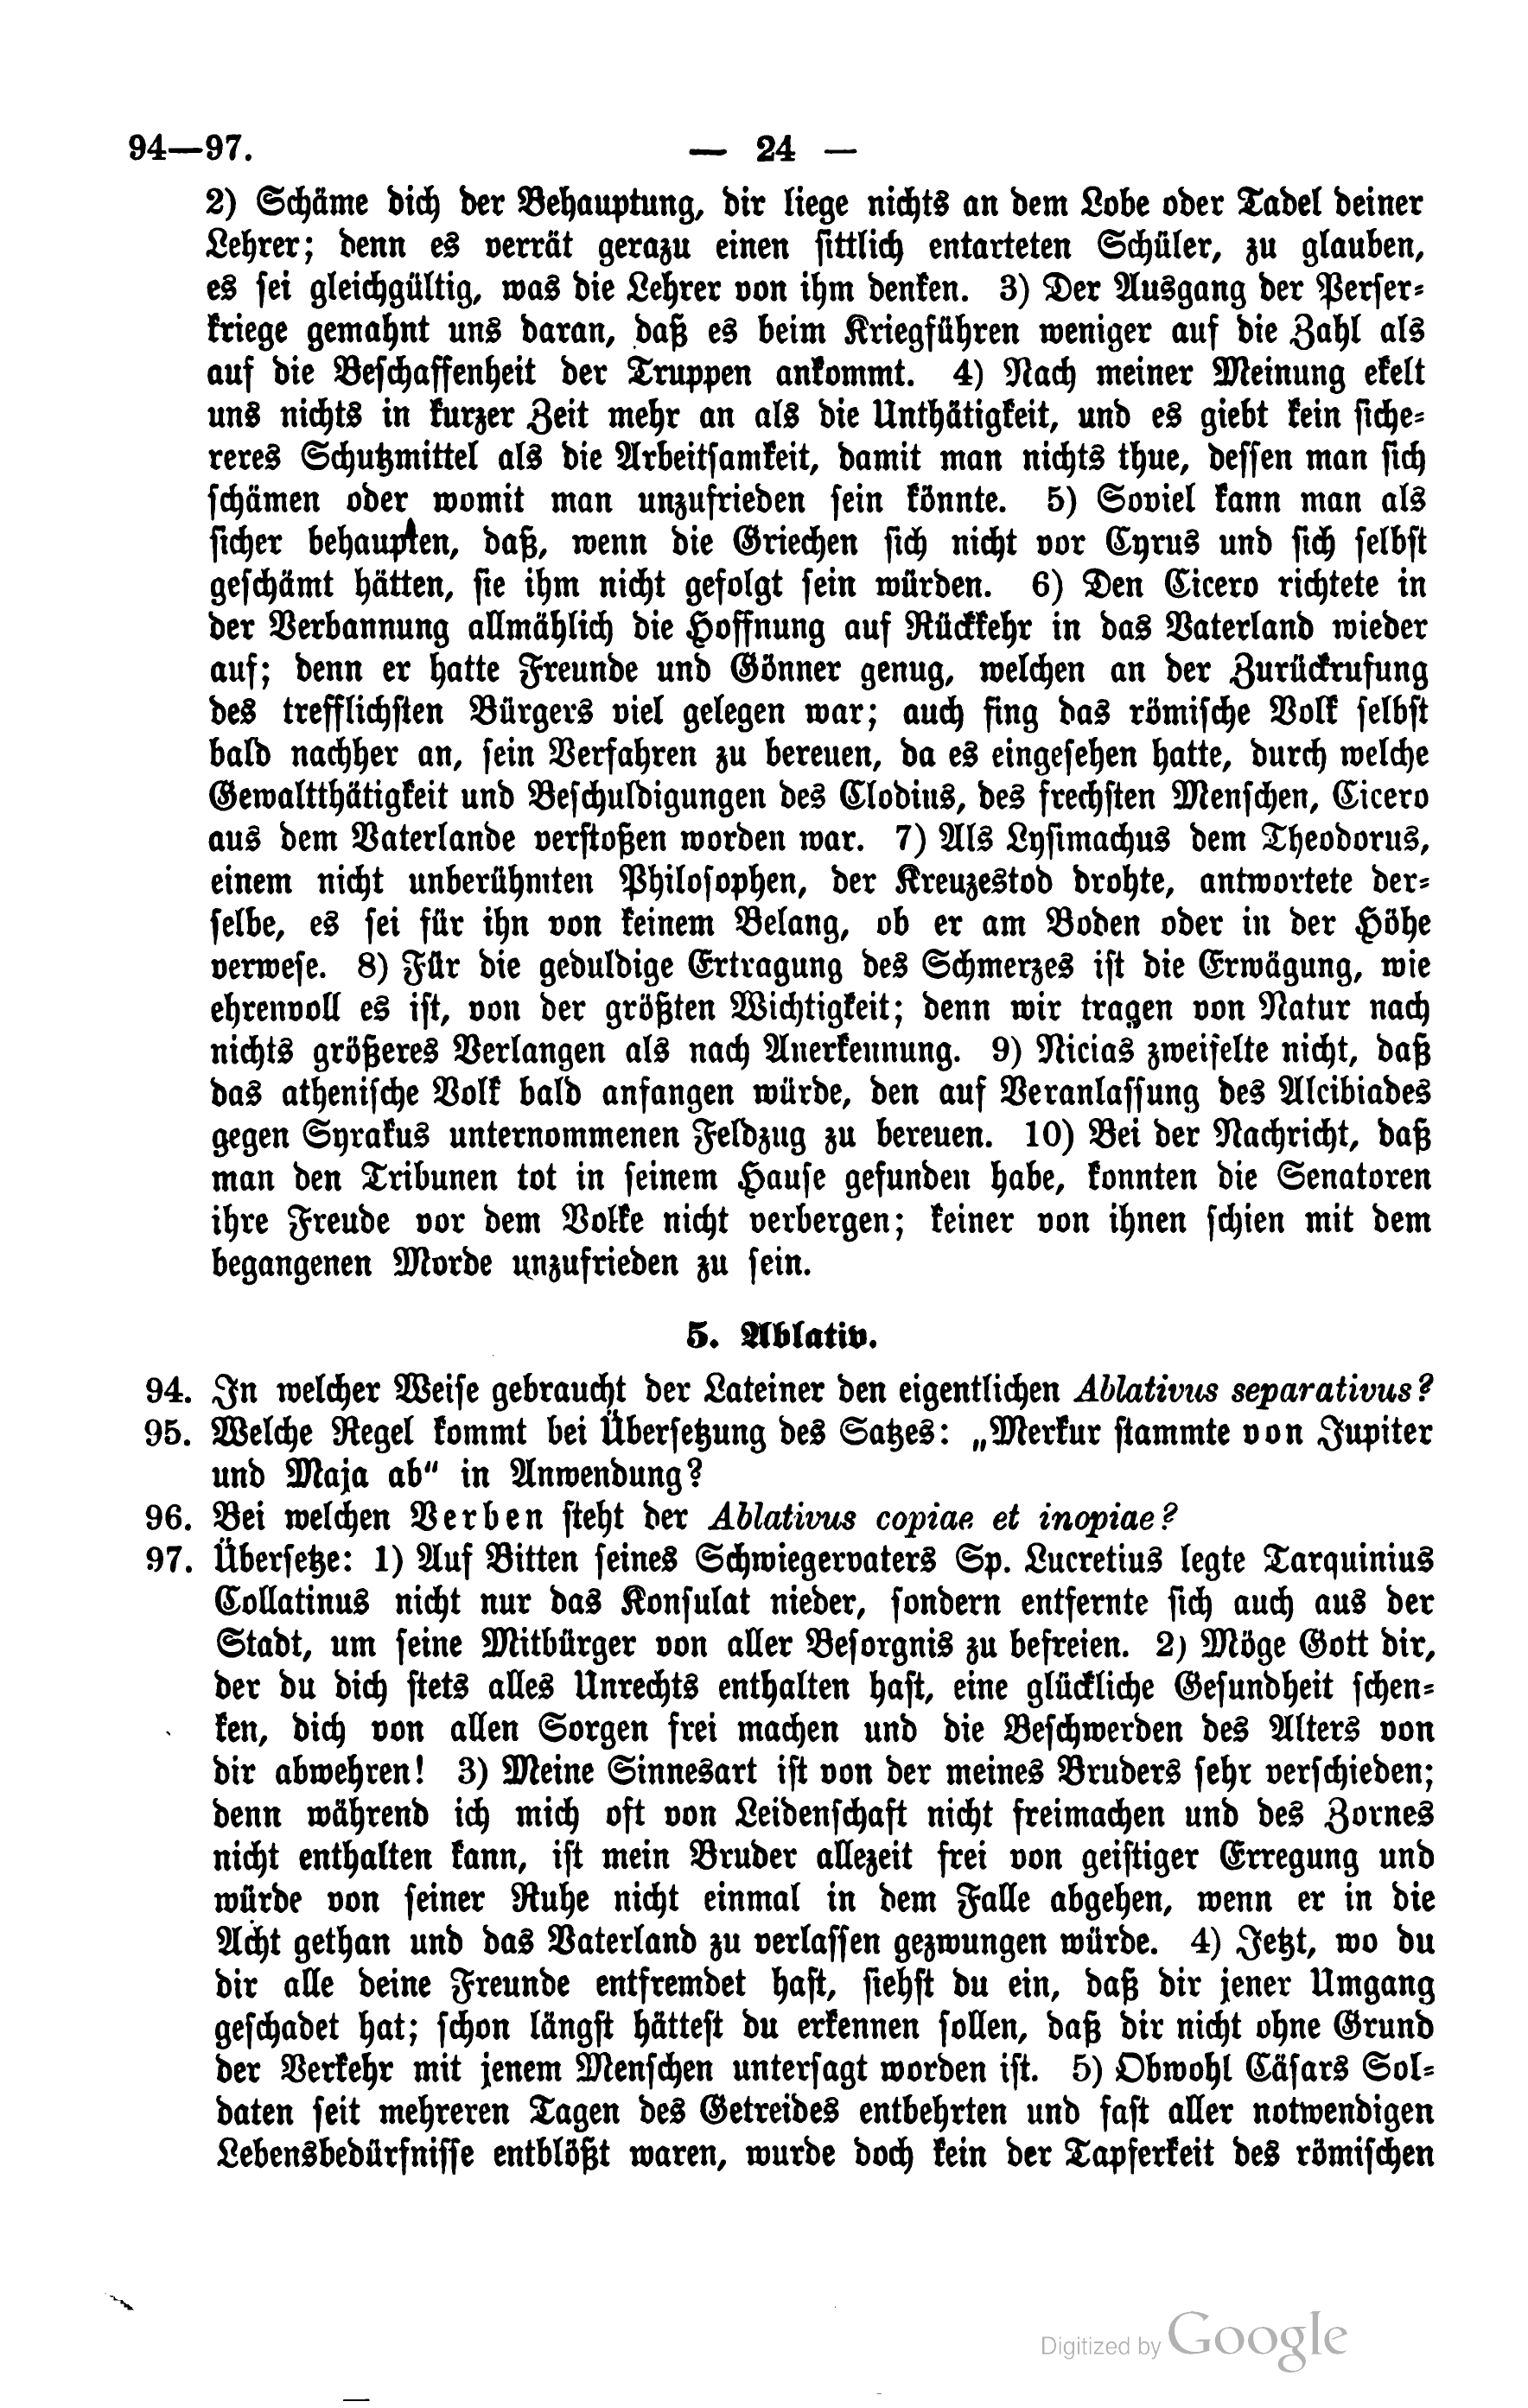 94—97.
— 24 —
2) Schäme dich der Behauptung, dir liege nichts an dem Lobe oder Tadel deiner
Lehrer; denn es verrät gerazu einen sittlich entarteten Schüler, zu glauben,
es sei gleichgültig, was die Lehrer von ihm denken. 3) Der Ausgang der Perser-
kriege gemahnt uns daran, daß es beim Kriegführen weniger auf die Zahl als
auf die Beschaffenheit der Truppen ankommt. 4) Nach meiner Meinung ekelt
uns nichts in kurzer Zeit mehr an als die Unthätigkeit, und es giebt kein siche-
reres Schutzmittel als die Arbeitsamkeit, damit man nichts thue, dessen man sich
schämen oder womit man unzufrieden sein könnte. 5) Soviel kann man als
sicher behaupten, daß, wenn die Griechen sich nicht vor Cyrus und sich selbst
geschämt hätten, sie ihm nicht gefolgt sein würden. 6) Den Cicero richtete in
der Verbannung allmählich die Hoffnung auf Rückkehr in das Vaterland wieder
auf; denn er hatte Freunde und Gönner genug, welchen an der Zurückrufung
des trefflichsten Bürgers viel gelegen war; auch fing das römische Volk selbst
bald nachher an, sein Verfahren zu bereuen, da es eingesehen hatte, durch welche
Gewaltthätigkeit und Beschuldigungen des Clodius, des frechsten Menschen, Cicero
aus dem Vaterlande verstoßen worden war. 7) Als Lysimachus dem Theodorus,
einem nicht unberühmten Philosophen, der Kreuzestod drohte, antwortete der-
selbe, es sei für ihn von keinem Belang, ob er am Boden oder in der Höhe
verwese. 8) Für die geduldige Ertragung des Schmerzes ist die Erwägung, wie
ehrenvoll es ist, von der größten Wichtigkeit; denn wir tragen von Natur nach
nichts größeres Verlangen als nach Anerkennung. 9) Nicias zweifelte nicht, daß
das athenische Volk bald anfangen würde, den auf Veranlassung des Alcibiades
gegen Syrakus unternommenen Feldzug zu bereuen. 10) Bei der Nachricht, daß
man den Tribunen tot in seinem Hause gefunden habe, konnten die Senatoren
ihre Freude vor dem Volke nicht verbergen; keiner von ihnen schien mit dem
begangenen Morde unzufrieden zu sein.
5. Ablativ.
94. In welcher Weise gebraucht der Lateiner den eigentlichen Ablativus separativus?
95. Welche Regel kommt bei Übersetzung des Satzes: „Merkur stammte von Jupiter
und Maja ab“ in Anwendung?
96. Bei welchen Verben steht der Ablativus copiae et inopiae?
97. Übersetze: 1) Auf Bitten seines Schwiegervaters Sp. Lucretius legte Tarquinius
Collatinus nicht nur das Konsulat nieder, sondern entfernte sich auch aus der
Stadt, um seine Mitbürger von aller Besorgnis zu befreien. 2) Möge Gott dir,
der du dich stets alles Unrechts enthalten hast, eine glückliche Gesundheit schen-
ken, dich von allen Sorgen frei machen und die Beschwerden des Alters von
dir abwehren! 3) Meine Sinnesart ist von der meines Bruders sehr verschieden;
denn während ich mich oft von Leidenschaft nicht freimachen und des Zornes
nicht enthalten kann, ist mein Bruder allezeit frei von geistiger Erregung und
würde von seiner Ruhe nicht einmal in dem Falle abgehen, wenn er in die
Acht gethan und das Vaterland zu verlassen gezwungen würde. 4) Jetzt, wo du
dir alle deine Freunde entfremdet hast, siehst du ein, daß dir jener Umgang
geschadet hat; schon längst hättest du erkennen sollen, daß dir nicht ohne Grund
der Verkehr mit jenem Menschen untersagt worden ist. 5) Obwohl Cäsars Sol-
daten seit mehreren Tagen des Getreides entbehrten und fast aller notwendigen
Lebensbedürfnisse entblößt waren, wurde doch kein der Tapferkeit des römischen
Digitized by Google